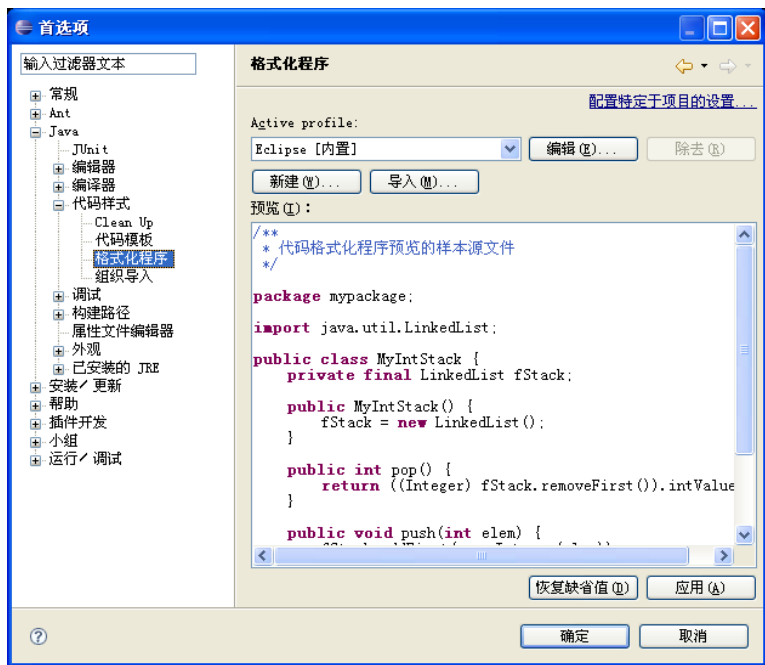 首选项
输入过滤器文本
常规
Ant
Java
JUnit
编辑器
编译器
代码样式
Clean Up
代码模板
格式化程序
组织导入
调试
构建路径
属性文件编辑器
外观
已安装的 JRE
安装/更新
帮助
插件开发
小组
运行/调试
格式化程序
配置特定于项目的设置...
Active profile:
Eclipse [内置]
编辑(E)...
除去(R)
新建(W)...
导入(M)...
预览(I):
/**
 * 代码格式化程序预览的样本源文件
 */
package mypackage;
import java.util.LinkedList;
public class MyIntStack {
    private final LinkedList fStack;
    public MyIntStack() {
        fStack = new LinkedList();
    }
    public int pop() {
        return ((Integer) fStack.removeFirst()).intValue
    }
    public void push(int elem) {
恢复缺省值(D)
应用(A)
确定
取消